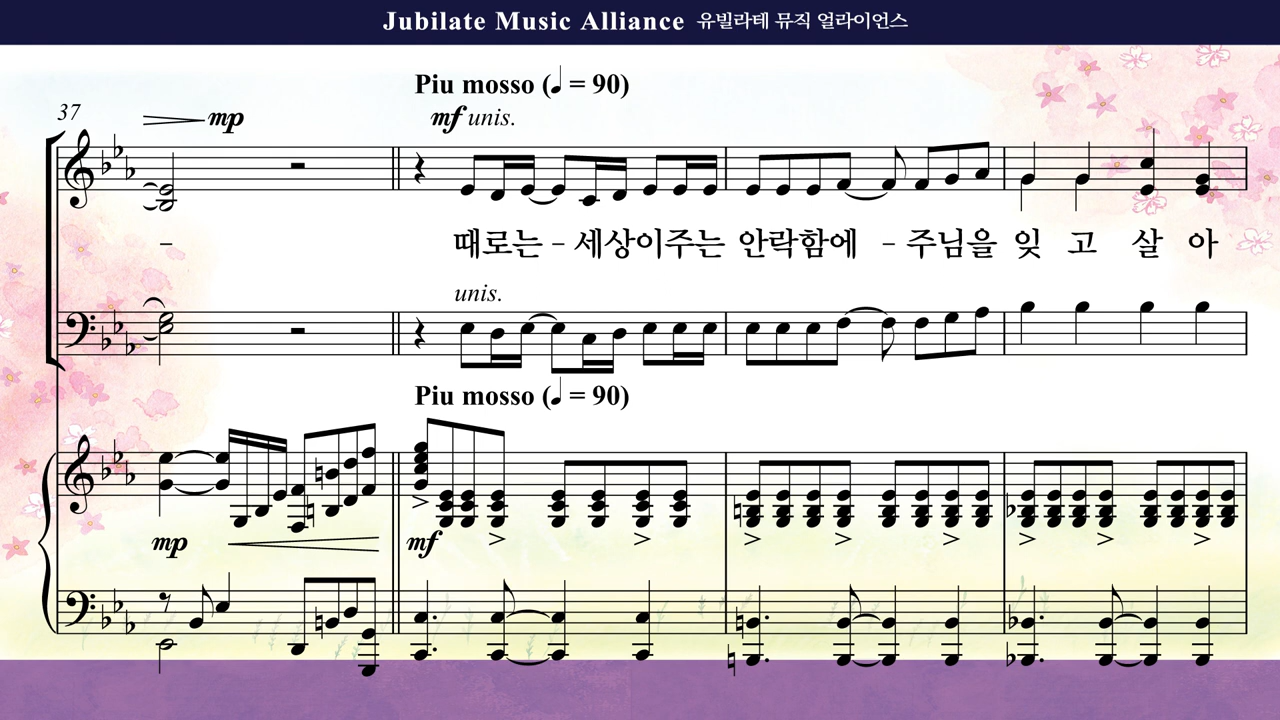 Jubilate Music Alliance 유빌라테 뮤직 얼라이언스
Piu mosso (♩ = 90)
37
mp
mf unis.
- 때로는 - 세상이주는 안락함에 - 주님을 잊 고 살 아
unis.
Piu mosso (♩ = 90)
mp
mf